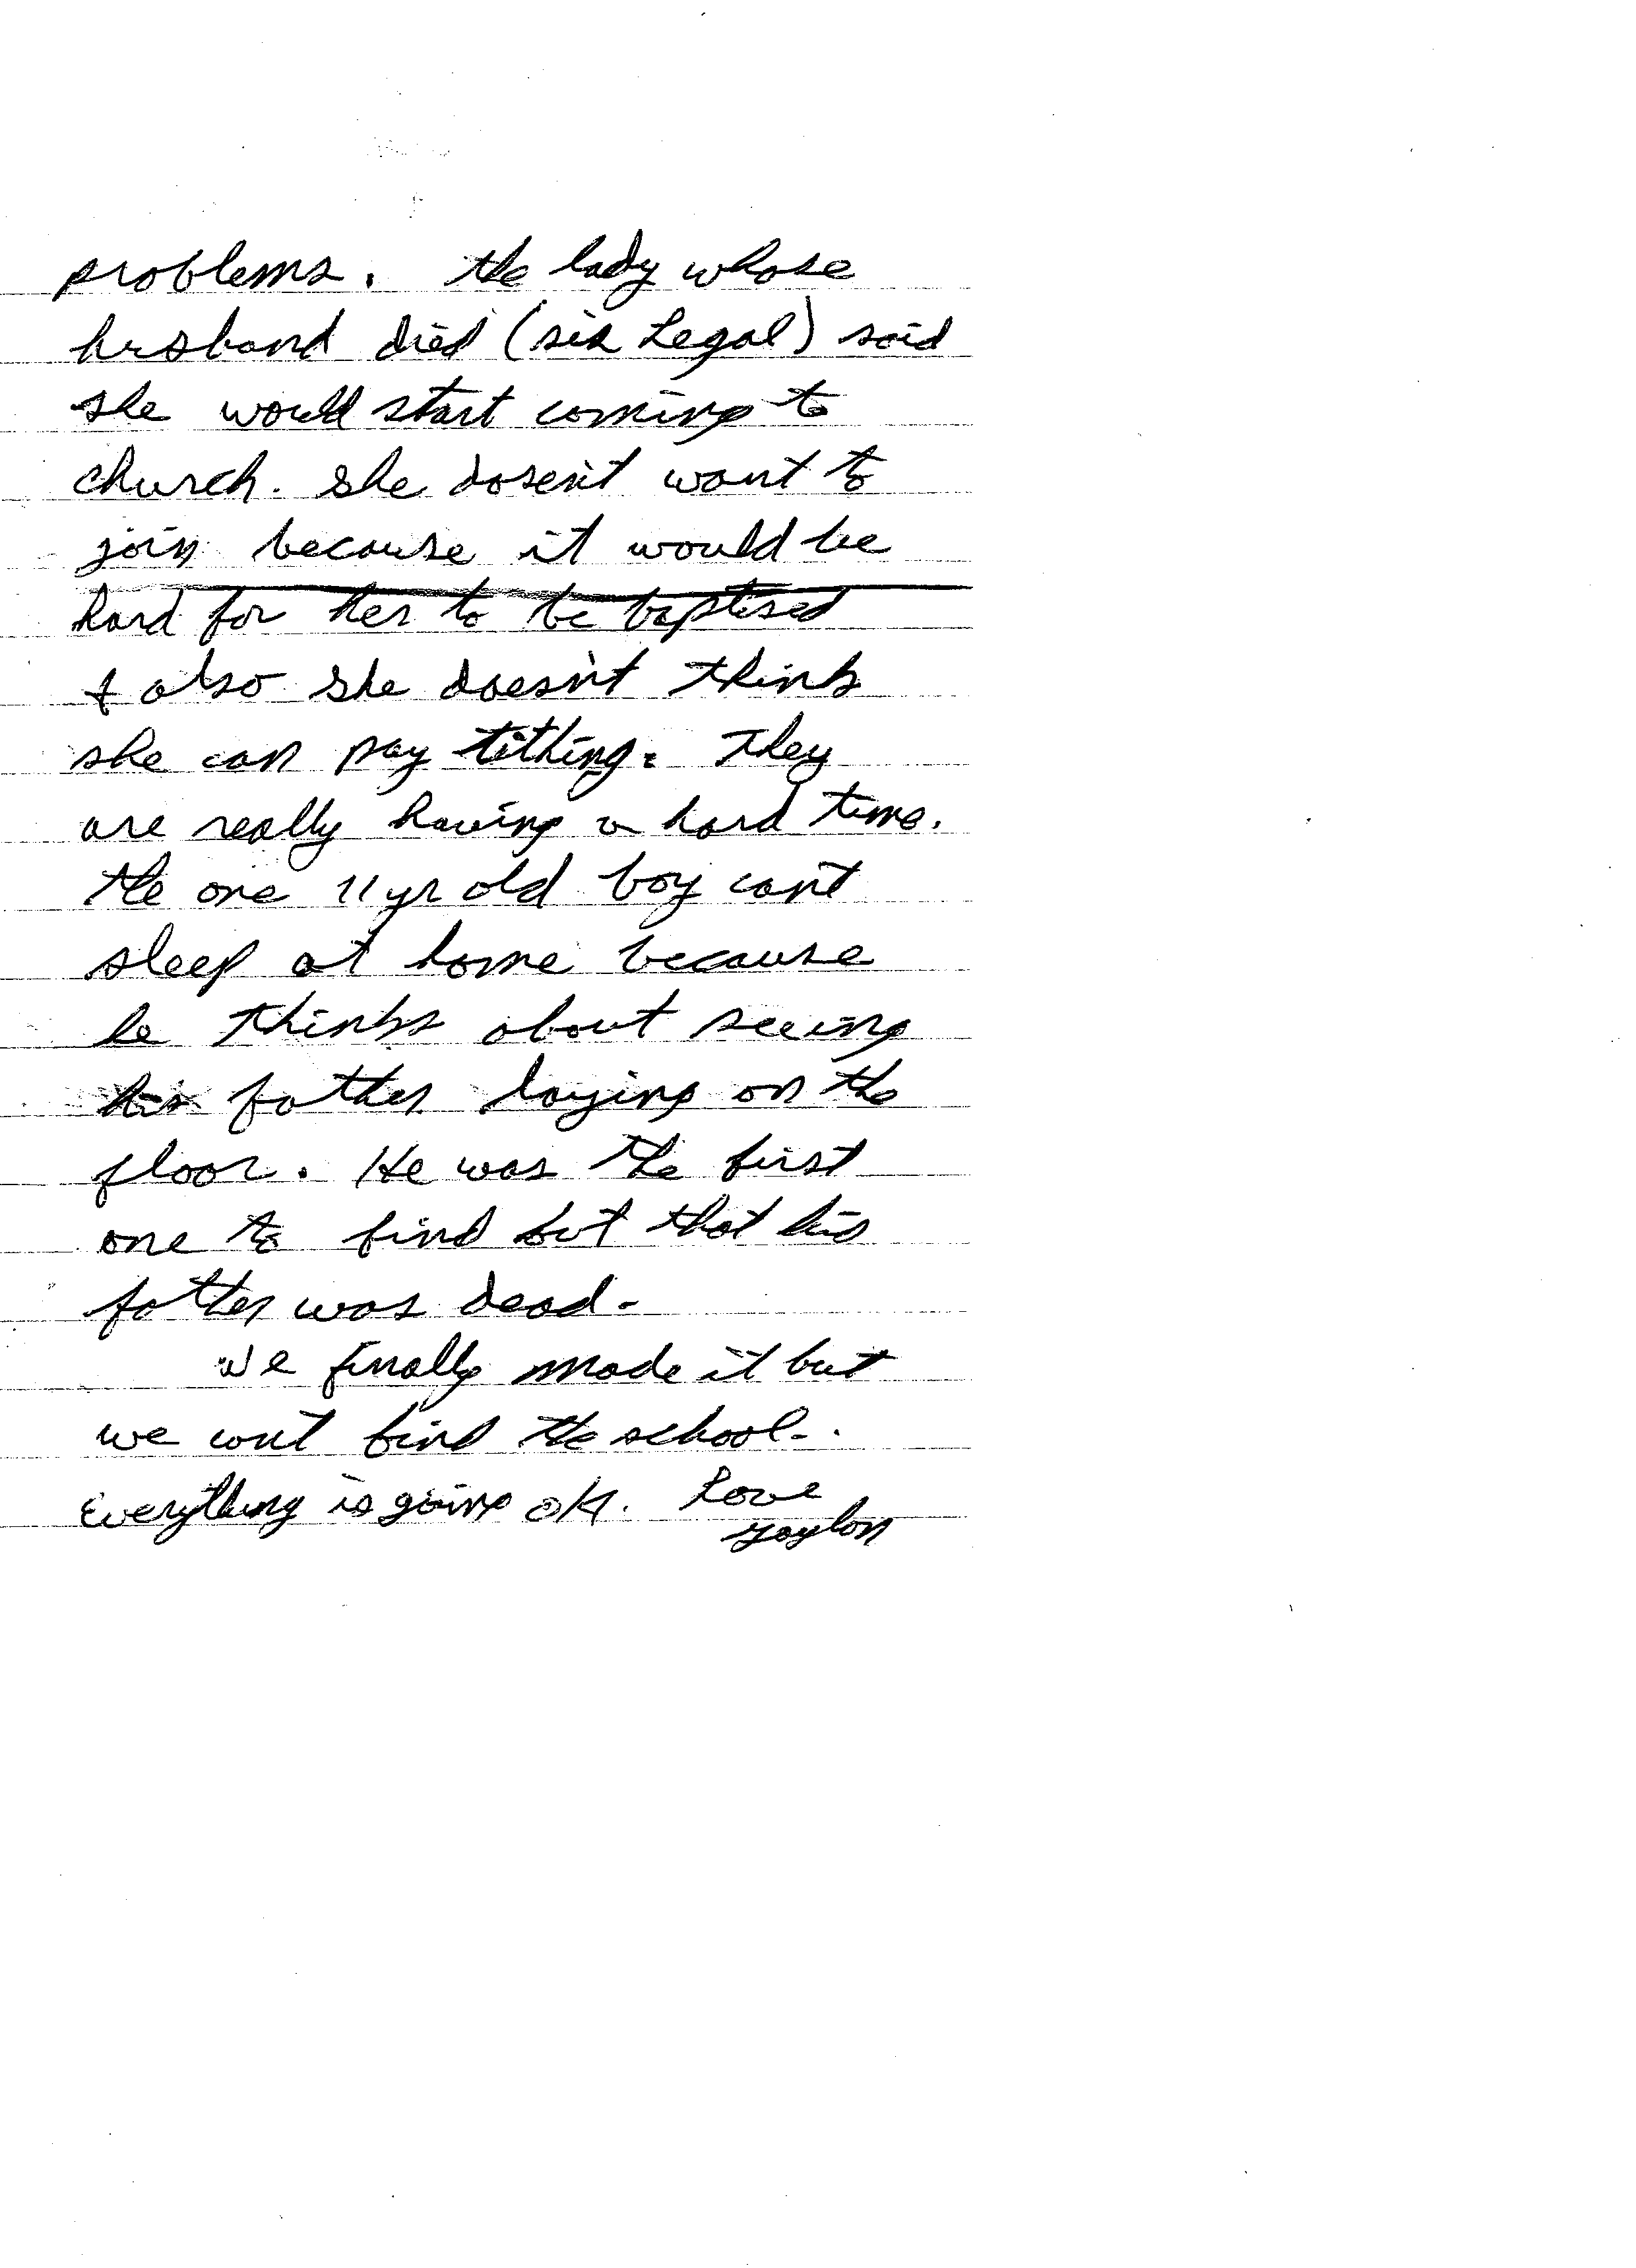 problems. the lady whose
husband died (sis Legal) said
she would start coming to
church. she dosen't want to
join because it would be
hard for her to be baptised
& also she doesn't think
she can pay tithing. They
are really having a hard time.
the one 11 yr old boy can't
sleep at home because
he thinks about seeing
his father laying on the
floor. He was the first
one to find out that his
father was dead.
We finally made it but
we can't find the school.
Everything is going OK. Love
Gaylon